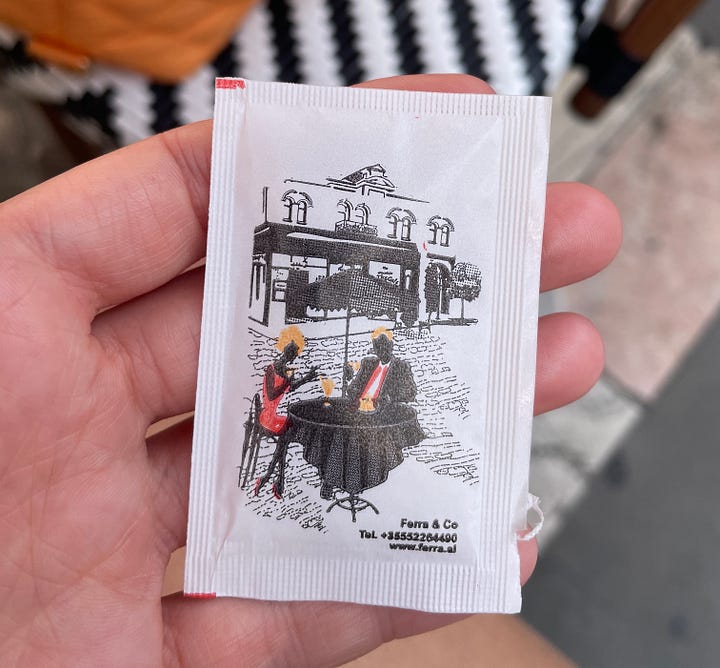 Ferra & Co
Tel. +35552264490
www.ferra.al